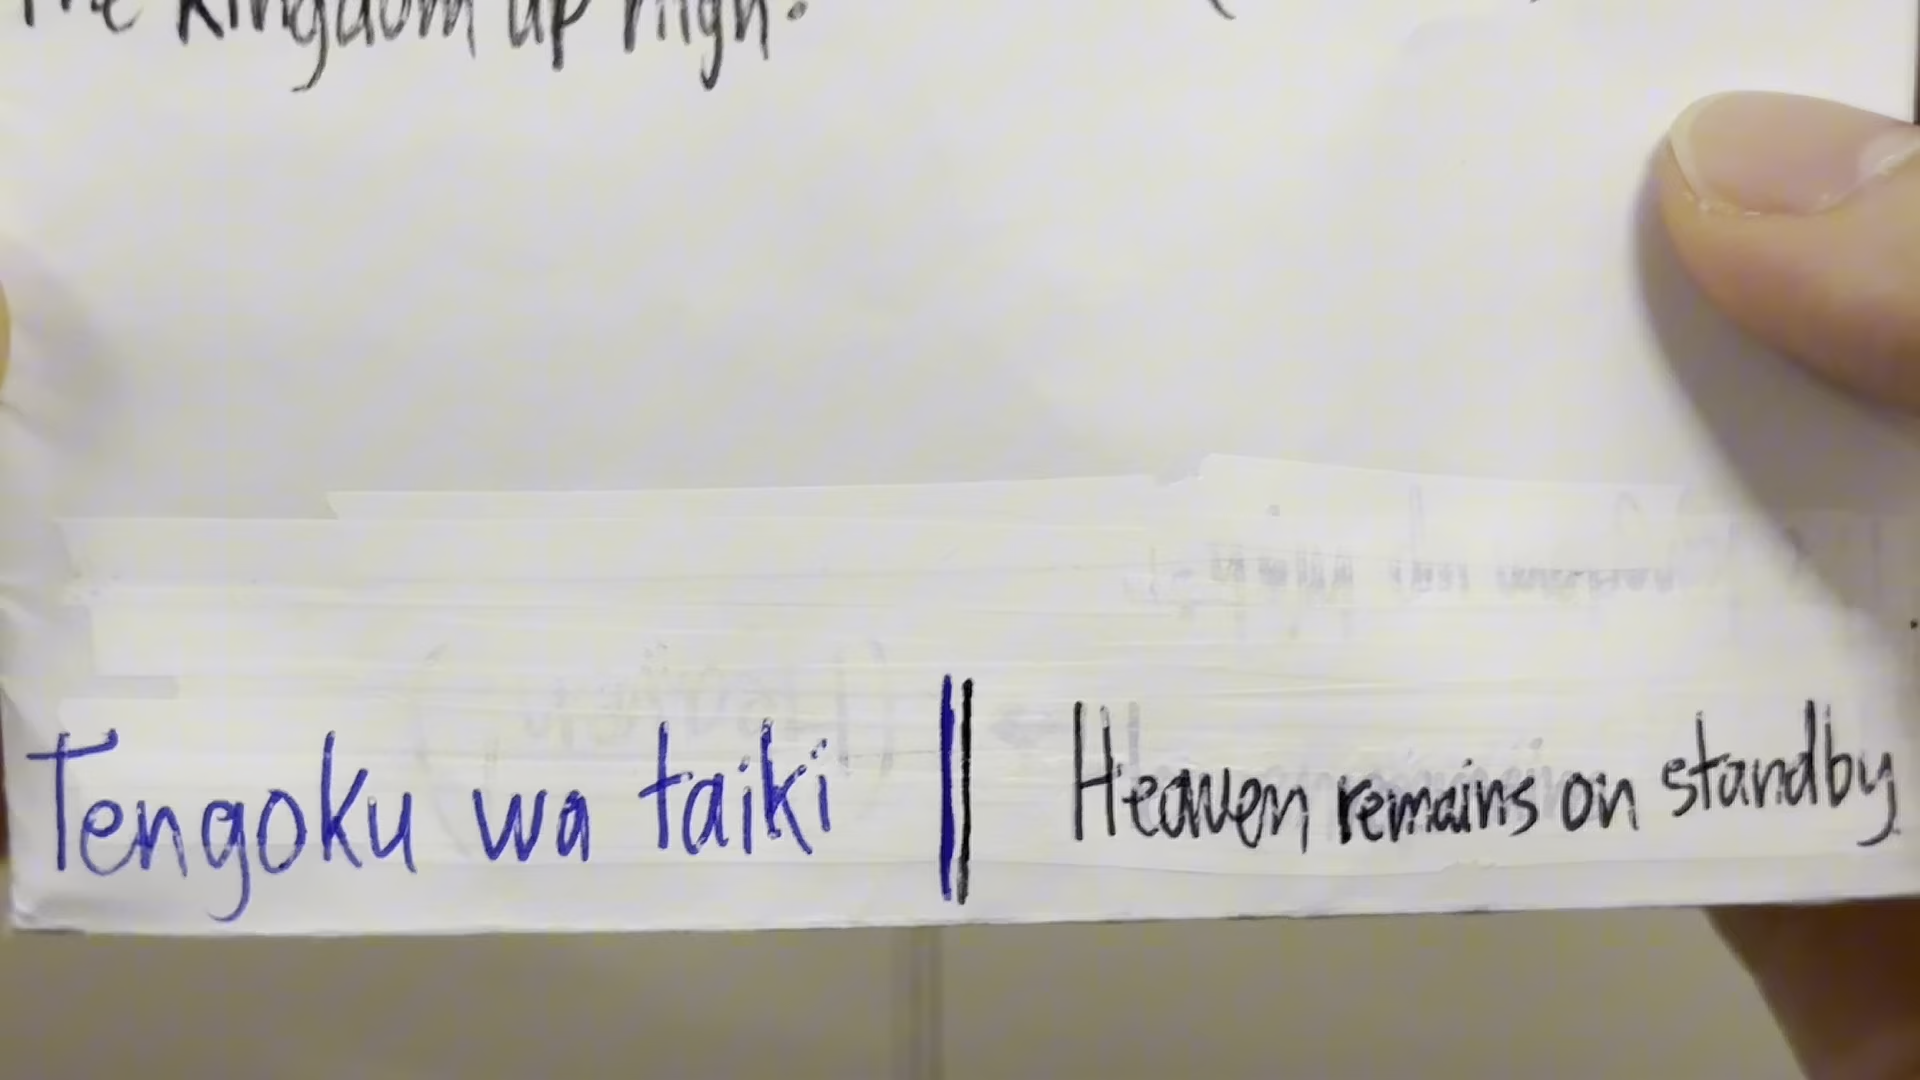 The Kingdom up high.
Tengoku wa taiki || Heaven remains on standby